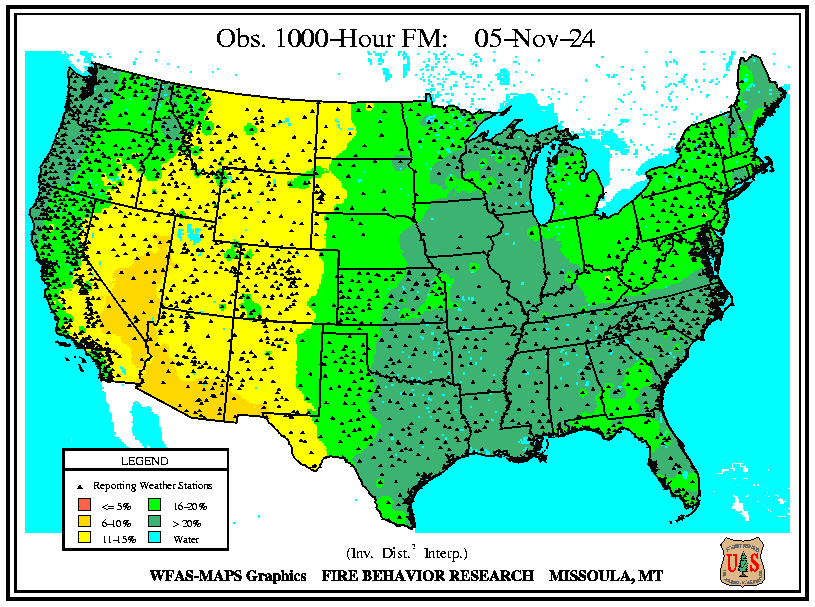 Obs. 1000-Hour FM: 05-Nov-24
LEGEND
Reporting Weather Stations
<= 5% 16-20%
6-10% > 20%
11-15% Water
(Inv. Dist.² Interp.)
WFAS-MAPS Graphics FIRE BEHAVIOR RESEARCH MISSOULA, MT
U S